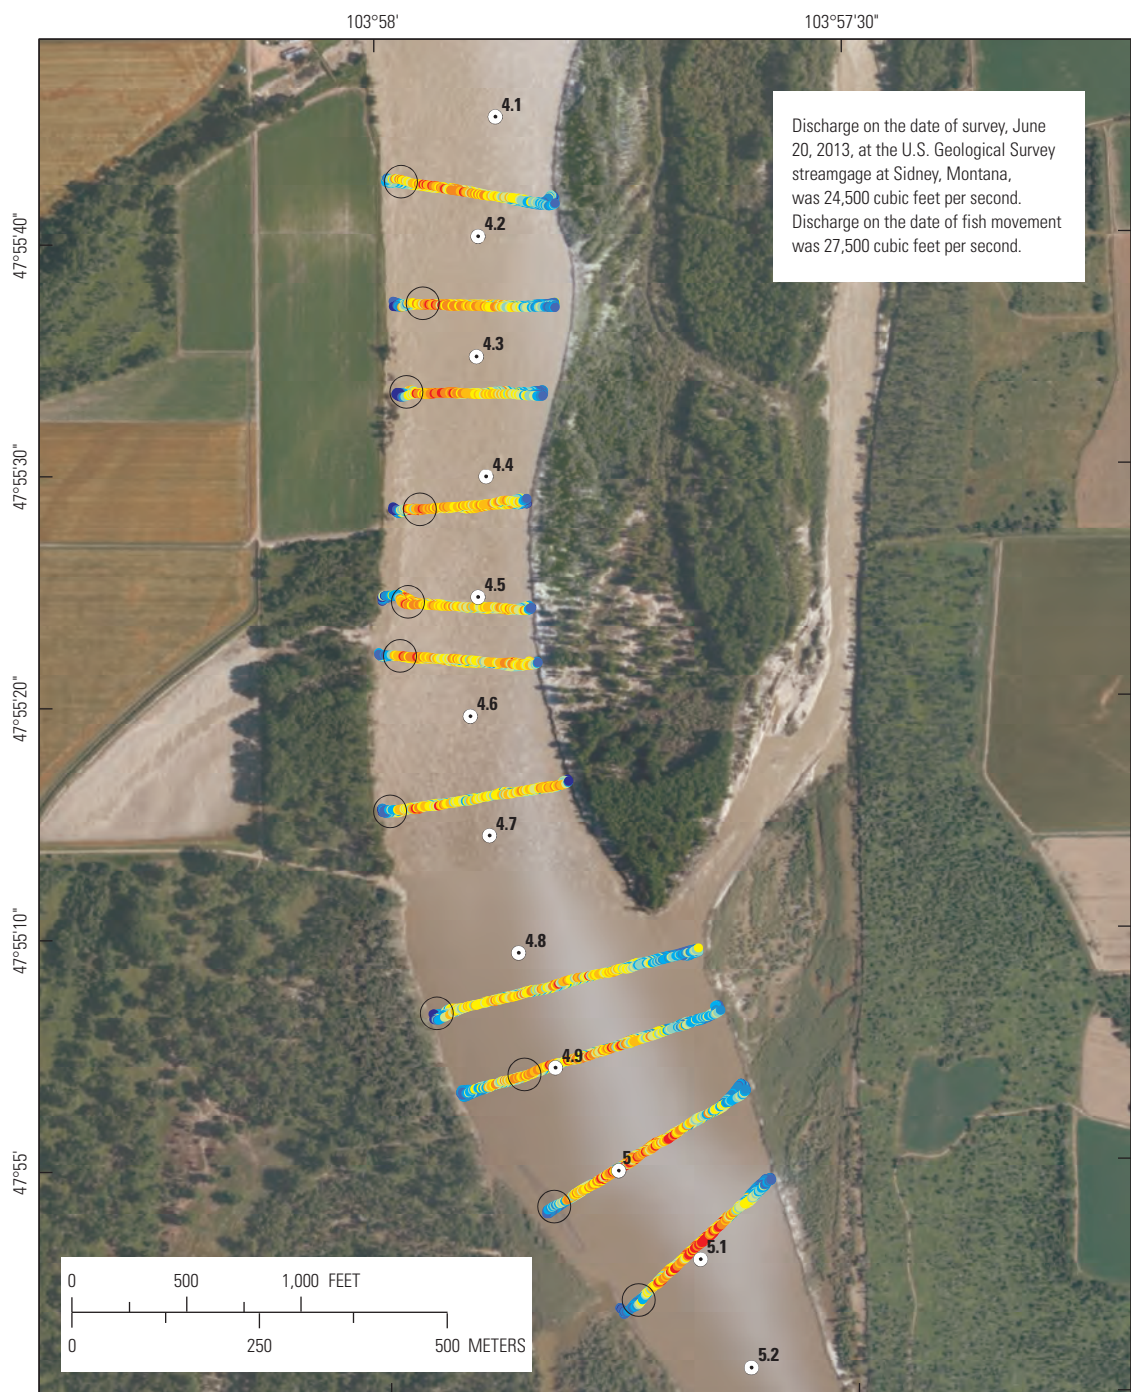 103°58'
103°57'30"
4.1
Discharge on the date of survey, June
20, 2013, at the U.S. Geological Survey
streamgage at Sidney, Montana,
was 24,500 cubic feet per second.
Discharge on the date of fish movement
was 27,500 cubic feet per second.
47°55'40"
4.2
4.3
4.4
47°55'30"
4.5
4.6
47°55'20"
4.7
4.8
47°55'10"
4.9
5
47°55'
5.1
0 500 1,000 FEET
0 250 500 METERS
5.2